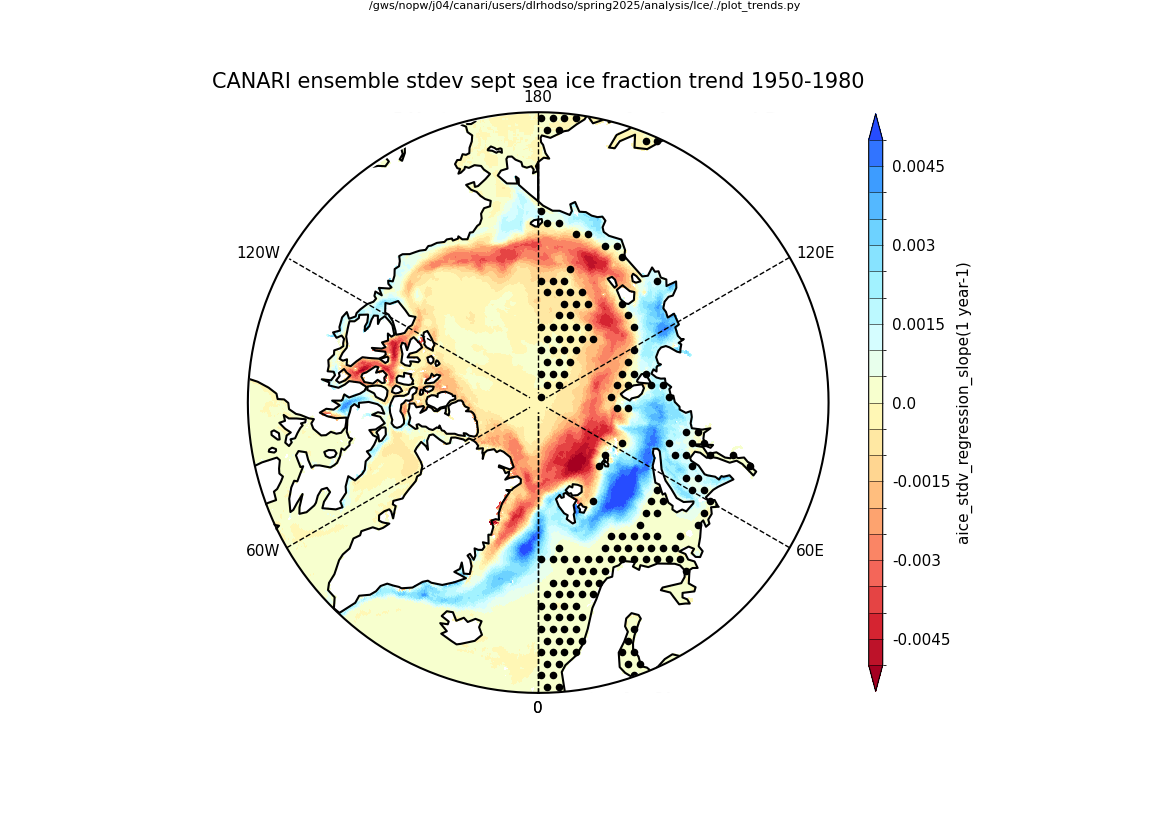 /gws/nopw/j04/canari/users/dlrhodso/spring2025/analysis/Ice/./plot_trends.py
CANARI ensemble stdev sept sea ice fraction trend 1950-1980
180
120W
120E
60W
60E
0
0.0045
0.003
0.0015
0.0
-0.0015
-0.003
-0.0045
aice_stdv_regression_slope(1 year-1)